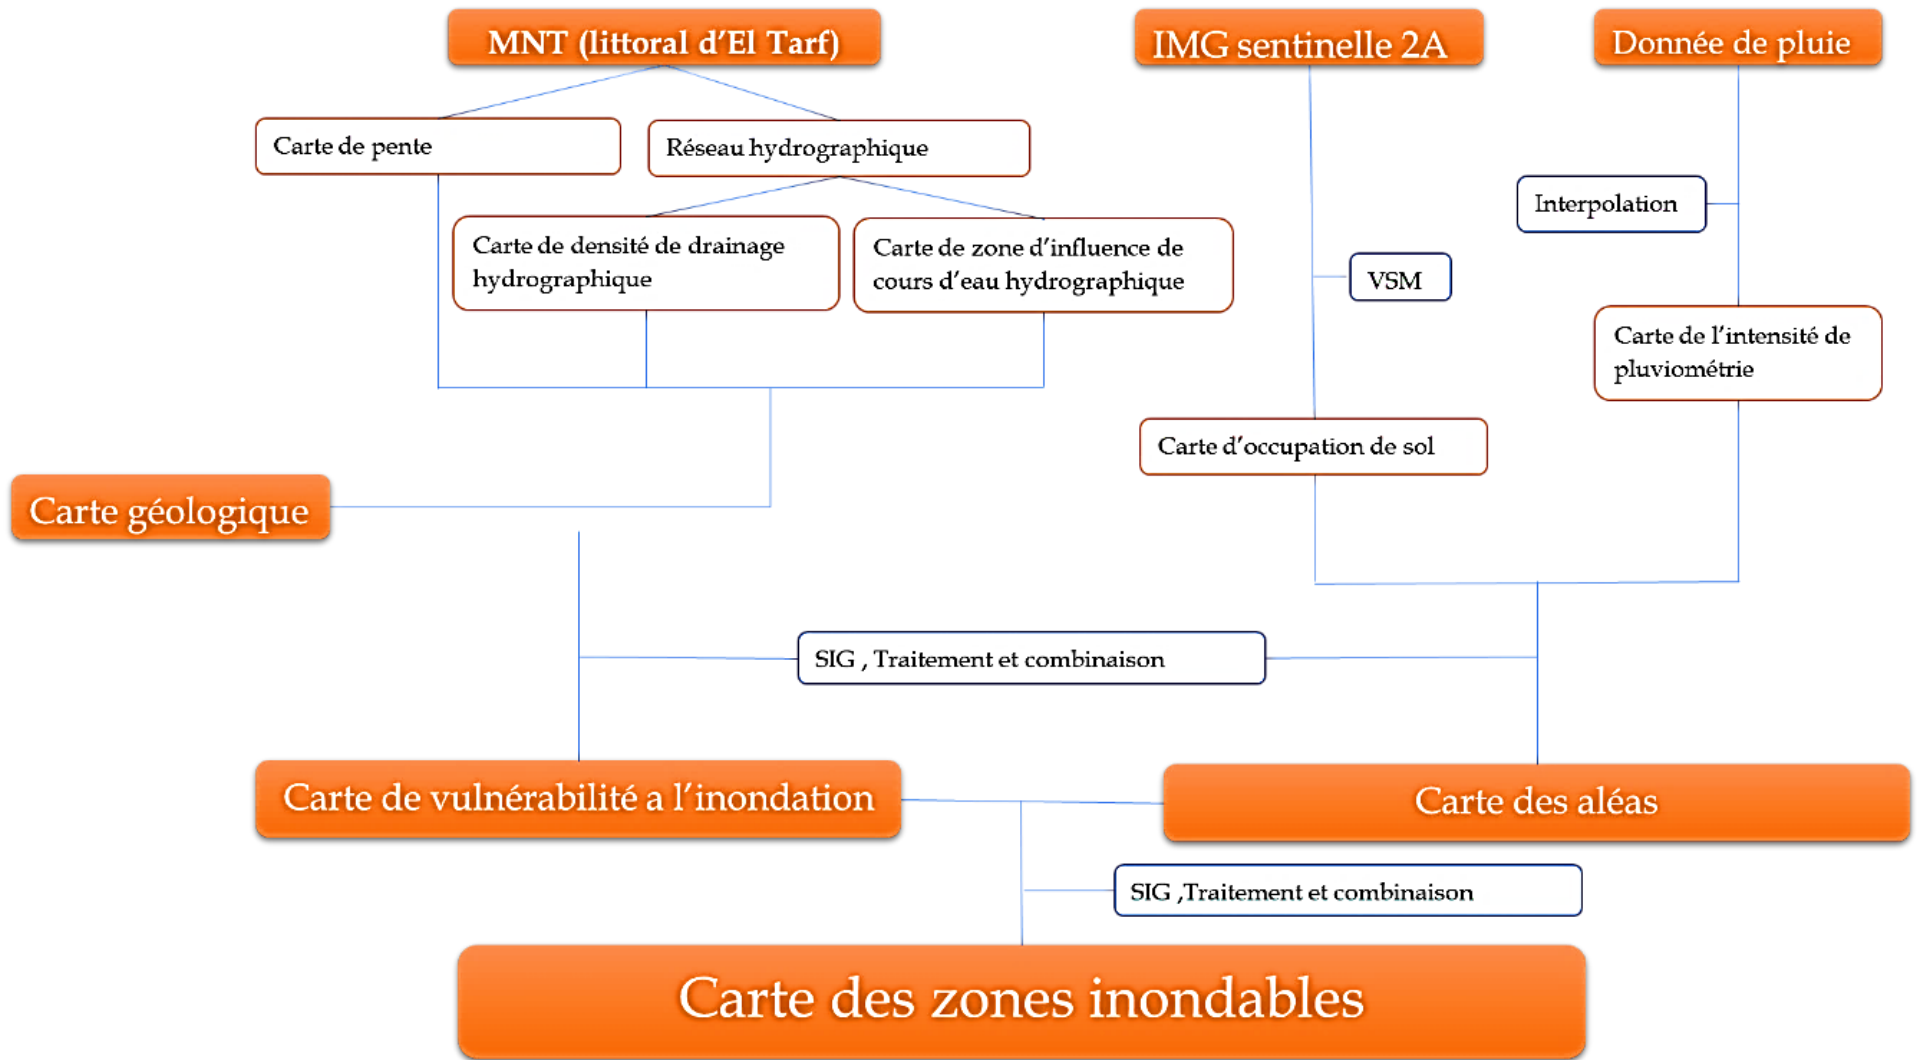 MNT (littoral d'El Tarf)
IMG sentinelle 2A
Donnée de pluie
Carte de pente
Réseau hydrographique
Interpolation
Carte de densité de drainage
hydrographique
Carte de zone d'influence de
cours d'eau hydrographique
VSM
Carte de l'intensité de
pluviométrie
Carte d'occupation de sol
Carte géologique
SIG , Traitement et combinaison
Carte de vulnérabilité a l'inondation
Carte des aléas
SIG ,Traitement et combinaison
Carte des zones inondables